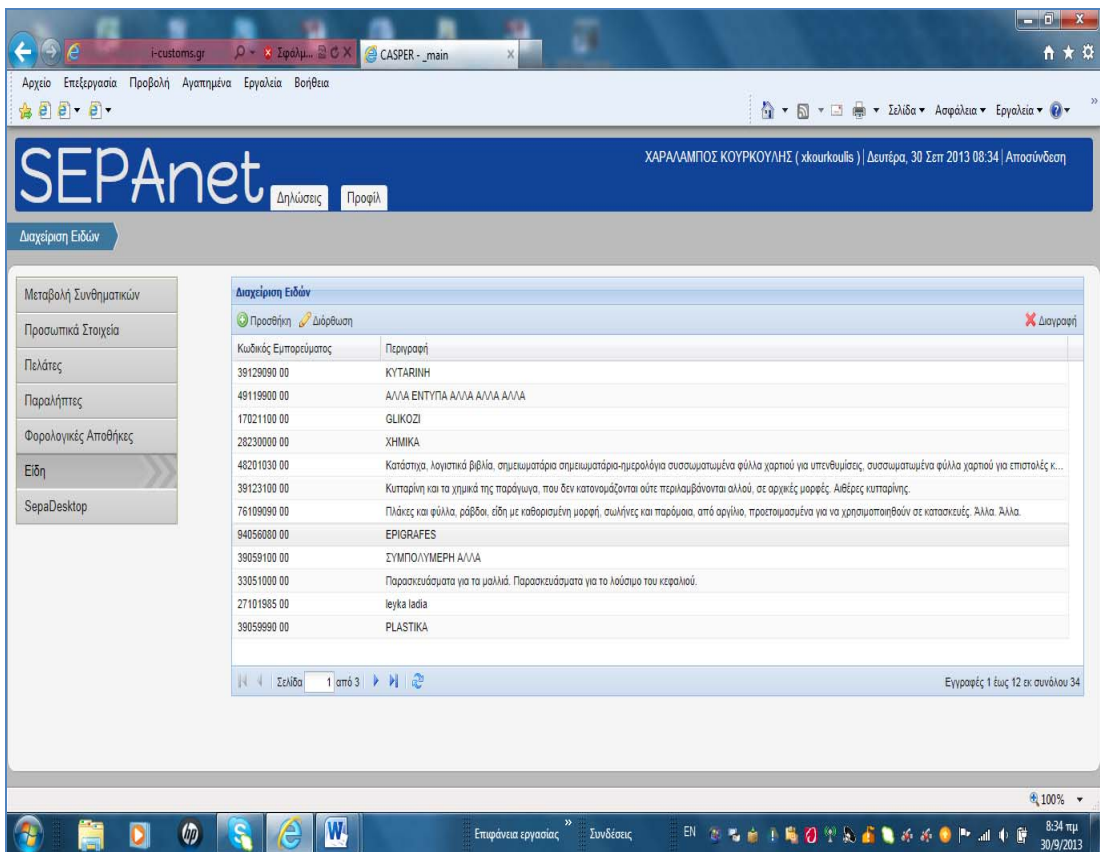 i-customs.gr
Σφάλμ...
CASPER - _main
Αρχείο Επεξεργασία Προβολή Αγαπημένα Εργαλεία Βοήθεια
Σελίδα Ασφάλεια Εργαλεία
SEPAnet
Δηλώσεις Προφίλ
ΧΑΡΑΛΑΜΠΟΣ ΚΟΥΡΚΟΥΛΗΣ ( xkourkoulis ) | Δευτέρα, 30 Σεπ 2013 08:34 | Αποσύνδεση
Διαχείριση Ειδών
Μεταβολή Συνθηματικών
Προσωπικά Στοιχεία
Πελάτες
Παραλήπτες
Φορολογικές Αποθήκες
Είδη
SepaDesktop
Διαχείριση Ειδών
Προσθήκη Διόρθωση Διαγραφή
Κωδικός Εμπορεύματος Περιγραφή
39129090 00 KYTARINH
49119900 00 ΑΛΛΑ ΕΝΤΥΠΑ ΑΛΛΑ ΑΛΛΑ ΑΛΛΑ
17021100 00 GLIKOZI
28230000 00 ΧΗΜΙΚΑ
48201030 00 Κατάστιχα, λογιστικά βιβλία, σημειωματάρια σημειωματάρια-ημερολόγια συσσωματωμένα φύλλα χαρτιού για υπενθυμίσεις, συσσωματωμένα φύλλα χαρτιού για επιστολές κ...
39123100 00 Κυτταρίνη και τα χημικά της παράγωγα, που δεν κατονομάζονται ούτε περιλαμβάνονται αλλού, σε αρχικές μορφές. Αιθέρες κυτταρίνης.
76109090 00 Πλάκες και φύλλα, ράβδοι, είδη με καθορισμένη μορφή, σωλήνες και παρόμοια, από αργίλιο, προετοιμασμένα για να χρησιμοποιηθούν σε κατασκευές. Άλλα. Άλλα.
94056080 00 EPIGRAFES
39059100 00 ΣΥΜΠΟΛΥΜΕΡΗ ΑΛΛΑ
33051000 00 Παρασκευάσματα για τα μαλλιά. Παρασκευάσματα για το λούσιμο του κεφαλιού.
27101985 00 leyka ladia
39059990 00 PLASTIKA
Σελίδα 1 από 3 Εγγραφές 1 έως 12 εκ συνόλου 34
100%
Επιφάνεια εργασίας Συνδέσεις EN 8:34 πμ
30/9/2013